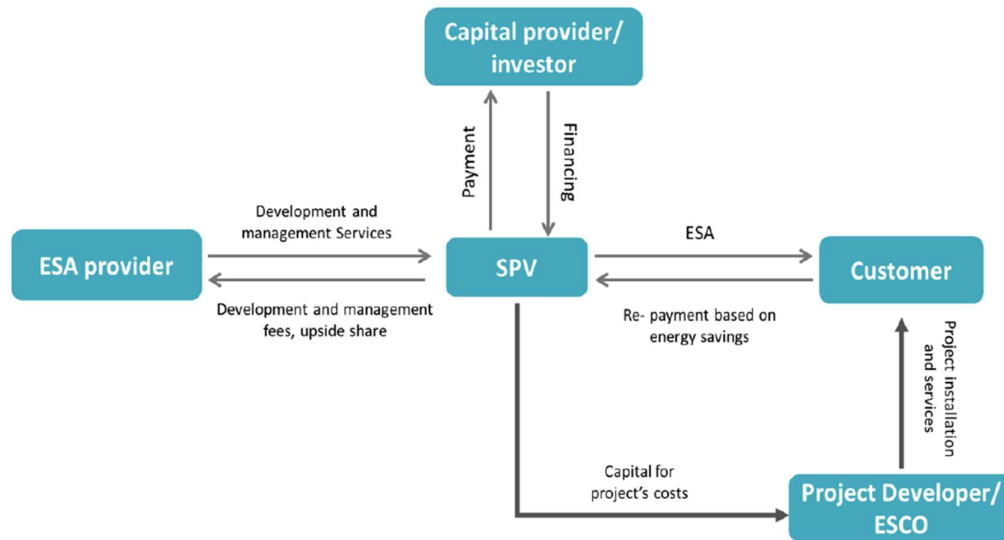 Capital provider/
investor
Payment
Financing
Development and
management Services
ESA
ESA provider
SPV
Customer
Development and management
fees, upside share
Re- payment based on
energy savings
Project installation
and services
Capital for
project's costs
Project Developer/
ESCO